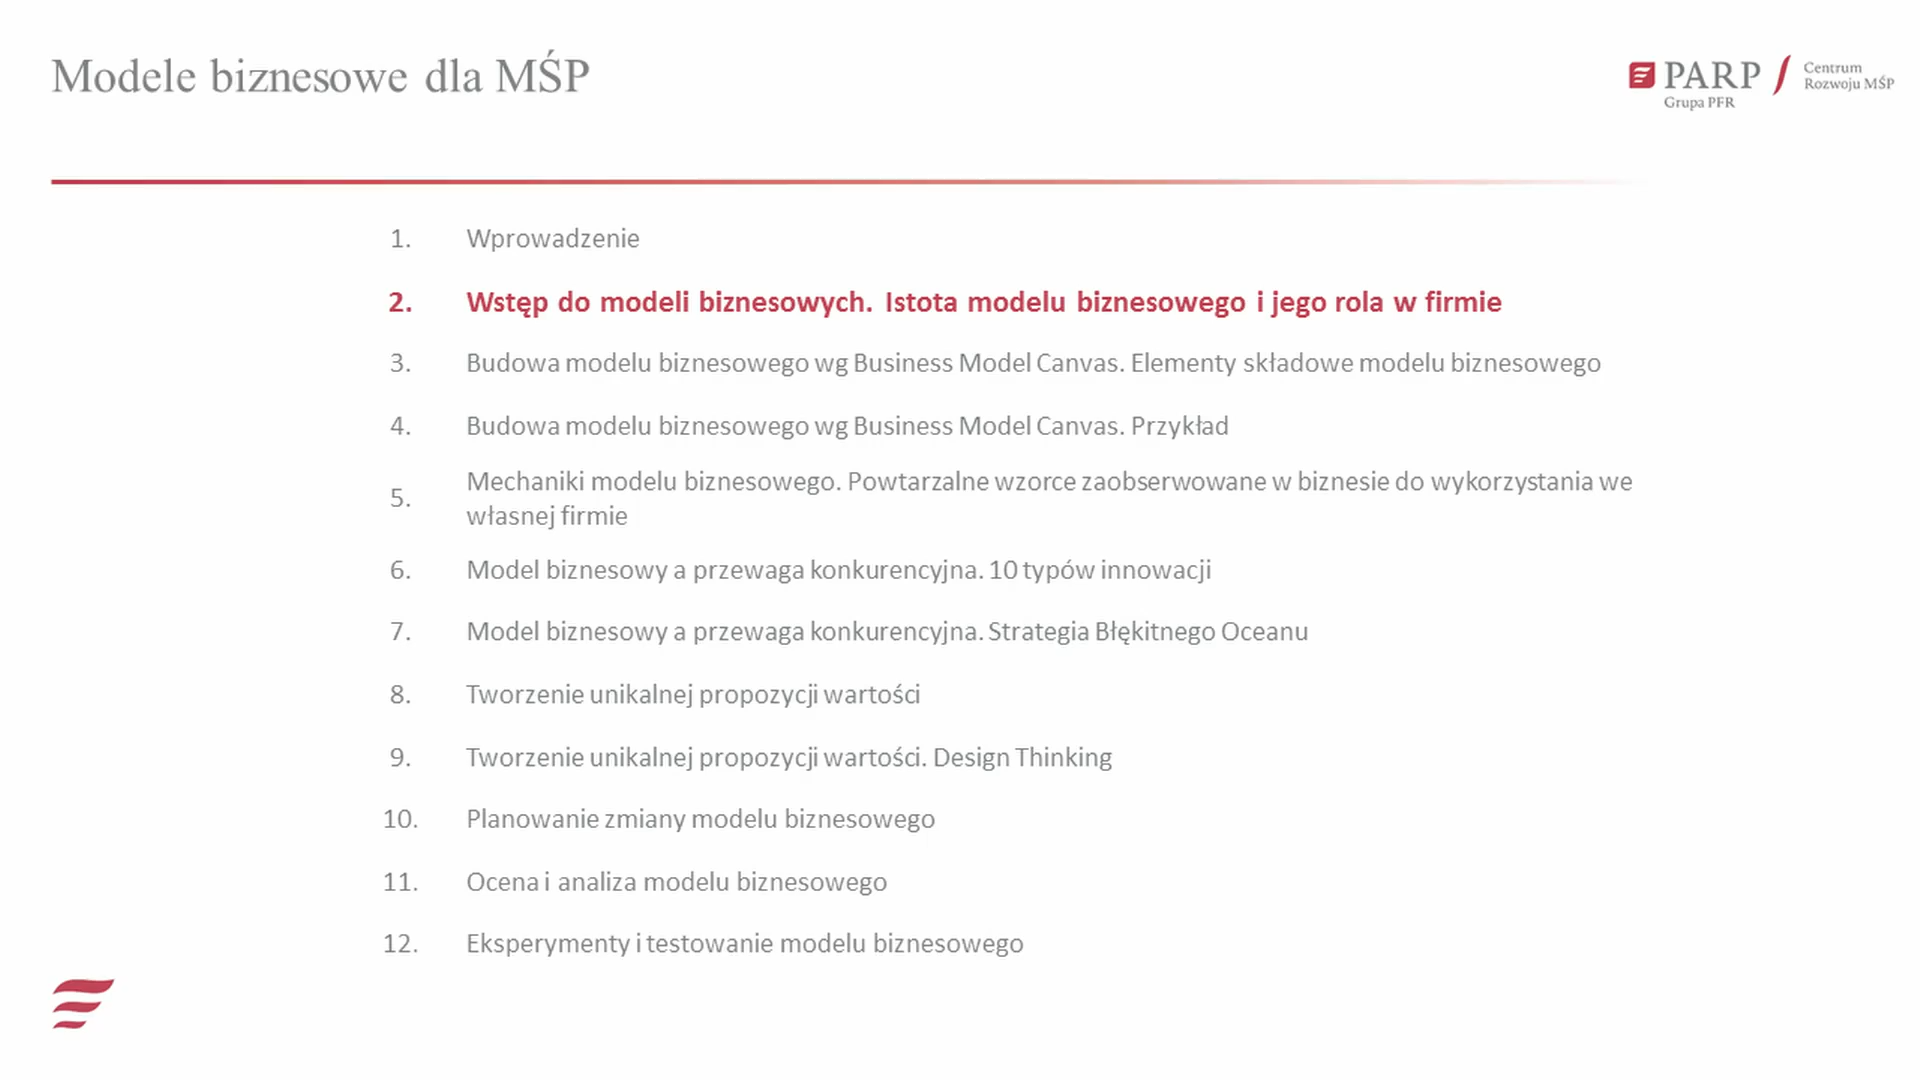 Modele biznesowe dla MŚP
PARP
Grupa PFR
Centrum
Rozwoju MŚP
1. Wprowadzenie
2. Wstęp do modeli biznesowych. Istota modelu biznesowego i jego rola w firmie
3. Budowa modelu biznesowego wg Business Model Canvas. Elementy składowe modelu biznesowego
4. Budowa modelu biznesowego wg Business Model Canvas. Przykład
5. Mechaniki modelu biznesowego. Powtarzalne wzorce zaobserwowane w biznesie do wykorzystania we
własnej firmie
6. Model biznesowy a przewaga konkurencyjna. 10 typów innowacji
7. Model biznesowy a przewaga konkurencyjna. Strategia Błękitnego Oceanu
8. Tworzenie unikalnej propozycji wartości
9. Tworzenie unikalnej propozycji wartości. Design Thinking
10. Planowanie zmiany modelu biznesowego
11. Ocena i analiza modelu biznesowego
12. Eksperymenty i testowanie modelu biznesowego